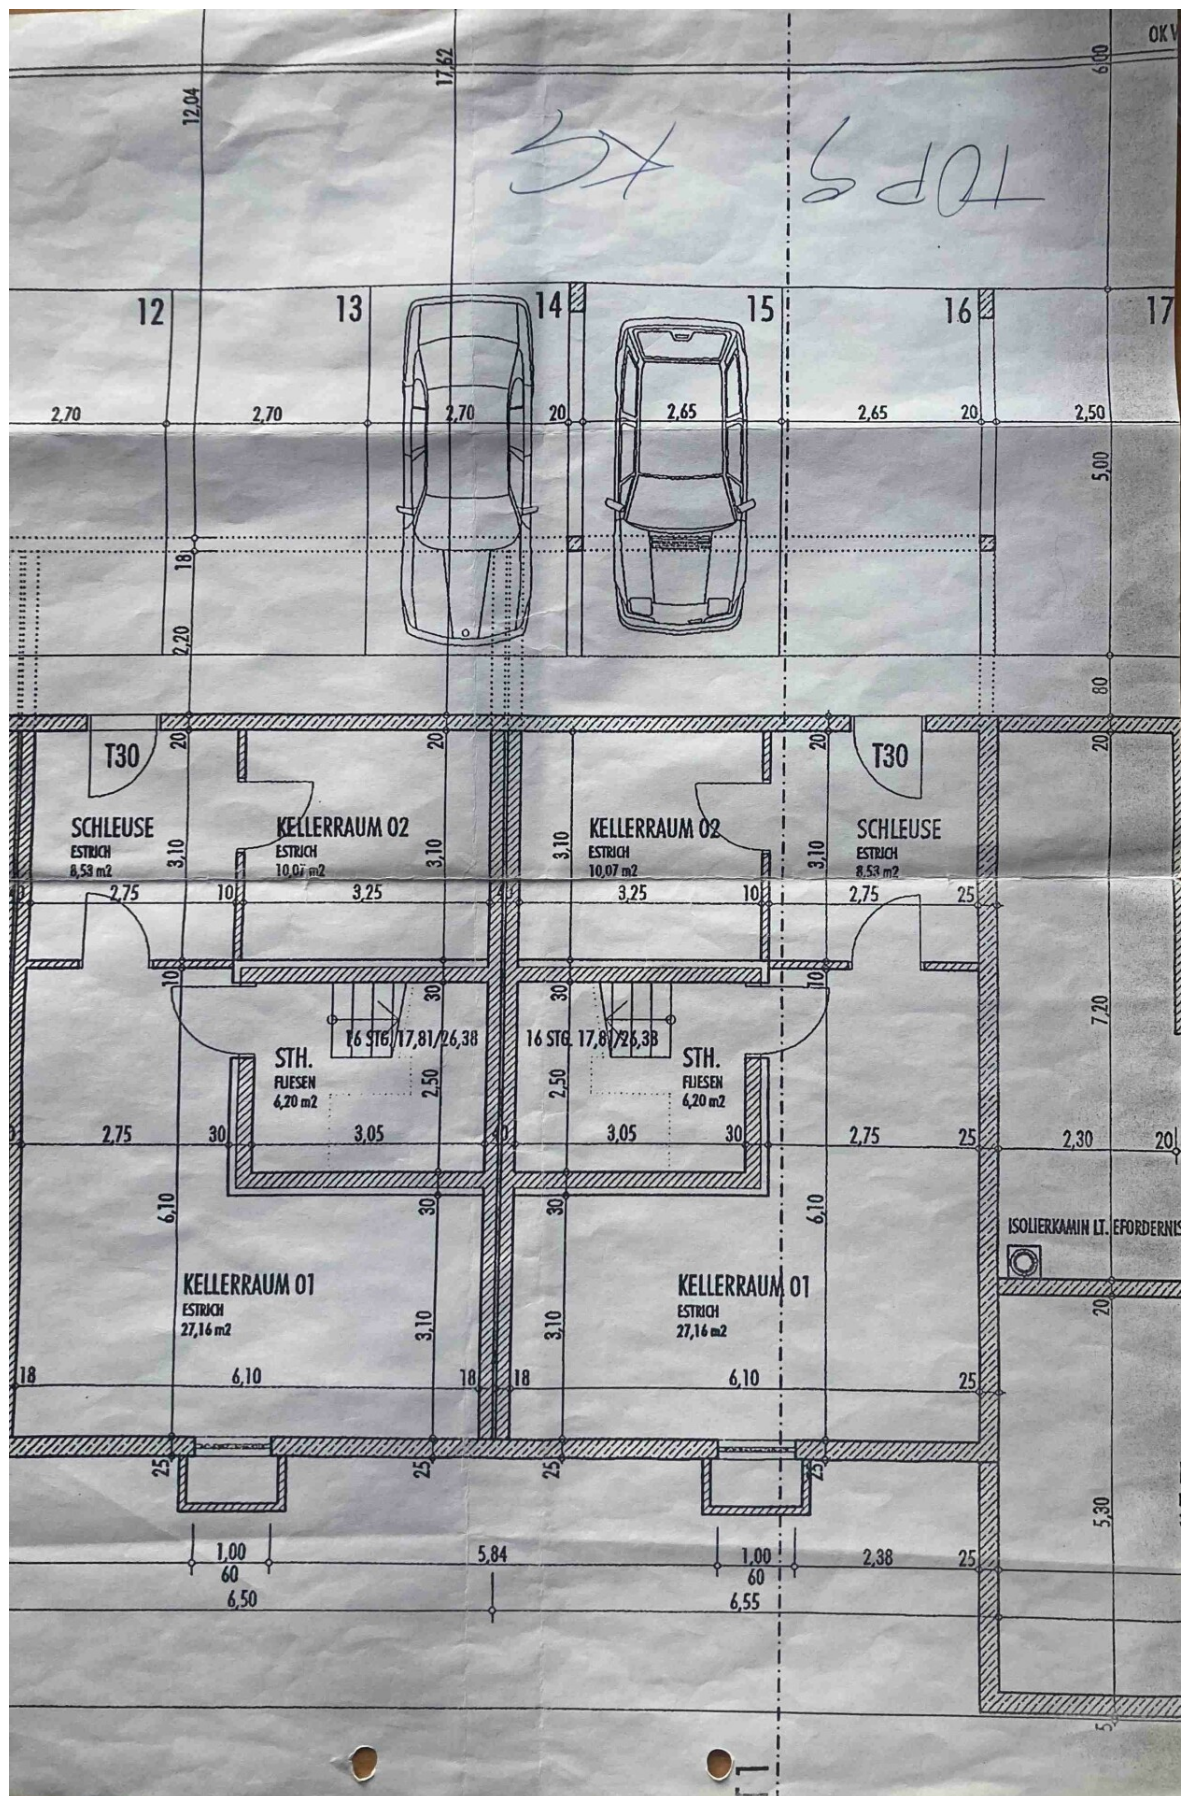 OK
6,00
17,62
12,04
TOP 9
12 13 14 15 16 17
2,70 2,70 2,70 20 2,65 2,65 20 2,50
5,00
18
2,20
80
20 20 20 20
T30 T30
SCHLEUSE KELLERRAUM 02 KELLERRAUM 02 SCHLEUSE
ESTRICH ESTRICH ESTRICH ESTRICH
8,53 m2 10,07 m2 10,07 m2 8,53 m2
3,10 3,10 3,10 3,10
2,75 10 3,25 3,25 10 2,75 25
10 30 30 10
7,20
16 STG. 17,81/26,38 16 STG. 17,81/26,38
STH. STH.
FLIESEN FLIESEN
6,20 m2 6,20 m2
2,50 2,50
2,75 30 3,05 3,05 30 2,75 25 2,30 20
6,10 30 30 6,10
ISOLIERKAMIN LT. EFORDERNIS
KELLERRAUM 01 KELLERRAUM 01
ESTRICH ESTRICH
27,16 m2 27,16 m2
3,10 3,10 20
18 6,10 18 18 6,10 25
25 25 25 25
5,30
1,00 5,84 1,00 2,38 25
60 60
6,50 6,55